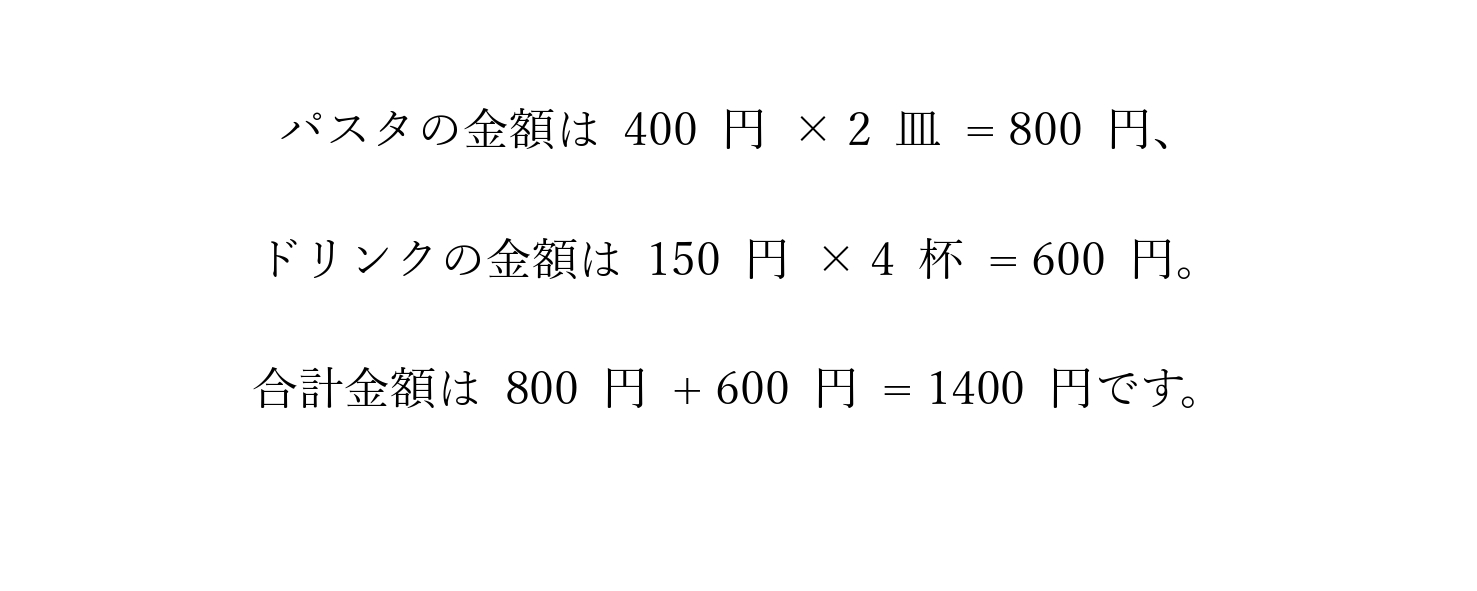 パスタの金額は 400 円 × 2 皿 = 800 円、
ドリンクの金額は 150 円 × 4 杯 = 600 円。
合計金額は 800 円 + 600 円 = 1400 円です。